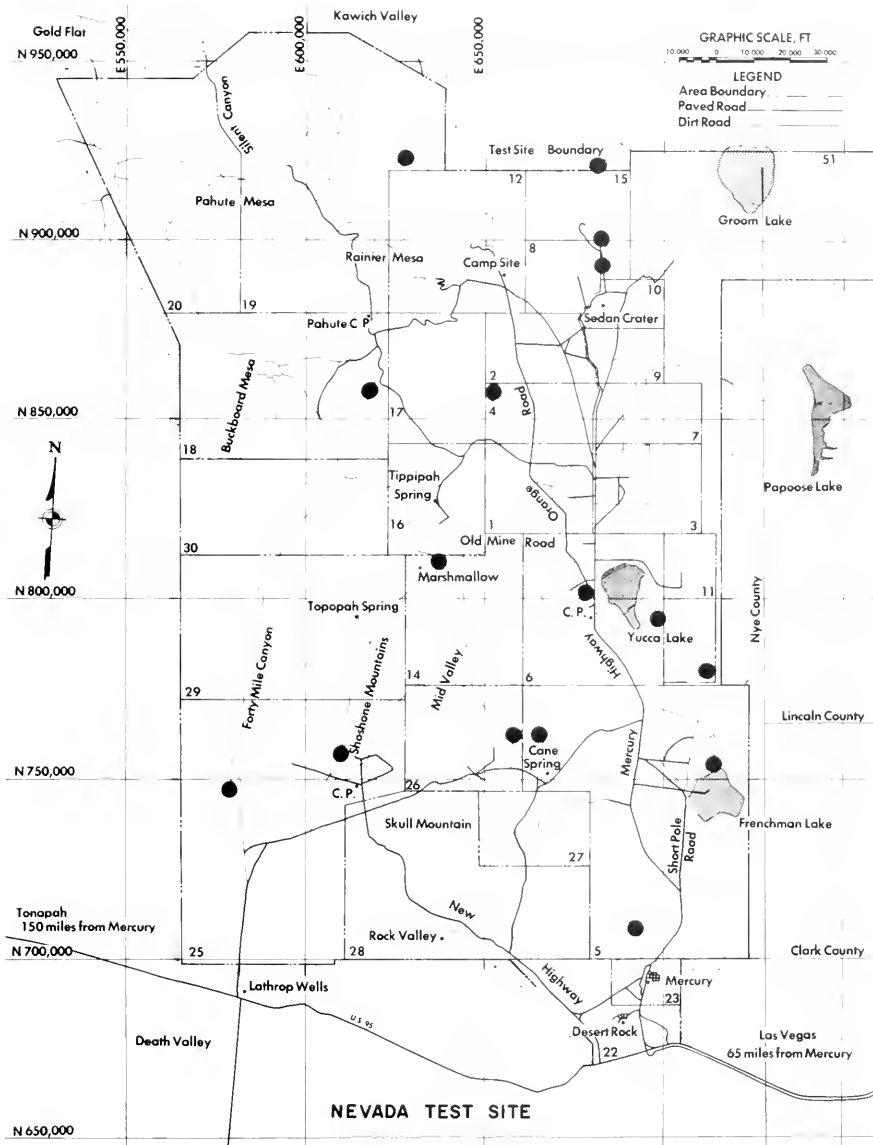 Kawich Valley
Gold Flat
E 550,000
E 600,000
E 650,000
N 950,000
GRAPHIC SCALE, FT
10 000 0 10 000 20 000 30 000
LEGEND
Area Boundary
Paved Road
Dirt Road
Silent Canyon
Test Site Boundary
51
12
15
Pahute Mesa
Groom Lake
N 900,000
8
Rainier Mesa
Camp Site
10
20
19
Sedan Crater
Pahute C.P.
2
9
Buckboard Mesa
4
Road
N 850,000
17
7
N
18
Tippipah
Spring
Papoose Lake
Orange
16
1
3
Old Mine Road
30
Marshmallow
N 800,000
11
C.P.
Topopah Spring
Yucca Lake
Nye County
Forty Mile Canyon
Shoshone Mountains
Mid Valley
Highway
14
6
29
Lincoln County
Mercury
Cane
Spring
N 750,000
C.P.
26
Skull Mountain
Frenchman Lake
Short Pole
Road
27
New
Tonapah
150 miles from Mercury
Rock Valley
N 700,000
25
28
5
Clark County
Highway
Mercury
Lathrop Wells
23
US 95
Desert Rock
Death Valley
22
Las Vegas
65 miles from Mercury
NEVADA TEST SITE
N 650,000